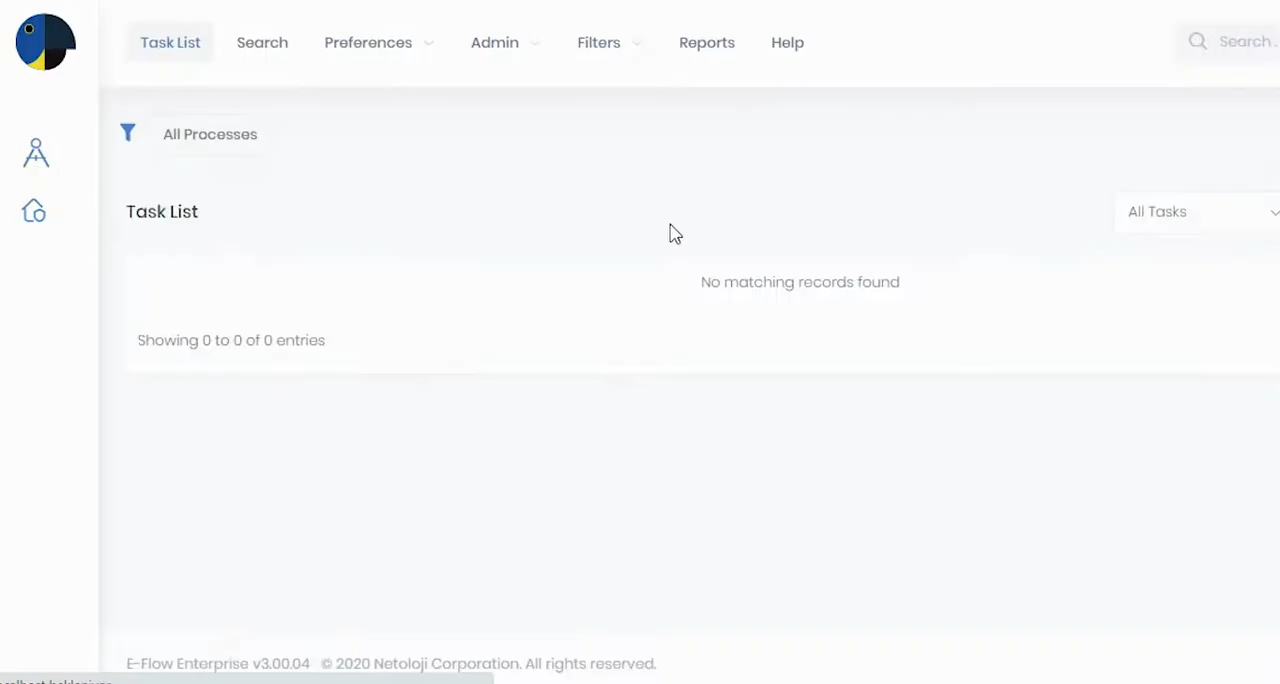 Task List Search Preferences Admin Filters Reports Help Search
All Processes
Task List
All Tasks
No matching records found
Showing 0 to 0 of 0 entries
E-Flow Enterprise v3.00.04 © 2020 Netoloji Corporation. All rights reserved.